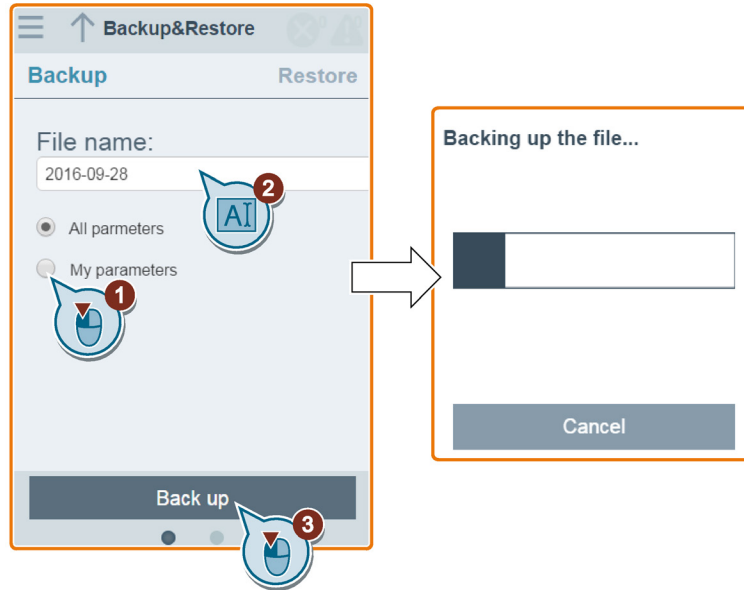 Backup&Restore
Backup Restore
File name:
2016-09-28
2
AI
All parmeters
My parameters
1
Back up
3
Backing up the file...
Cancel